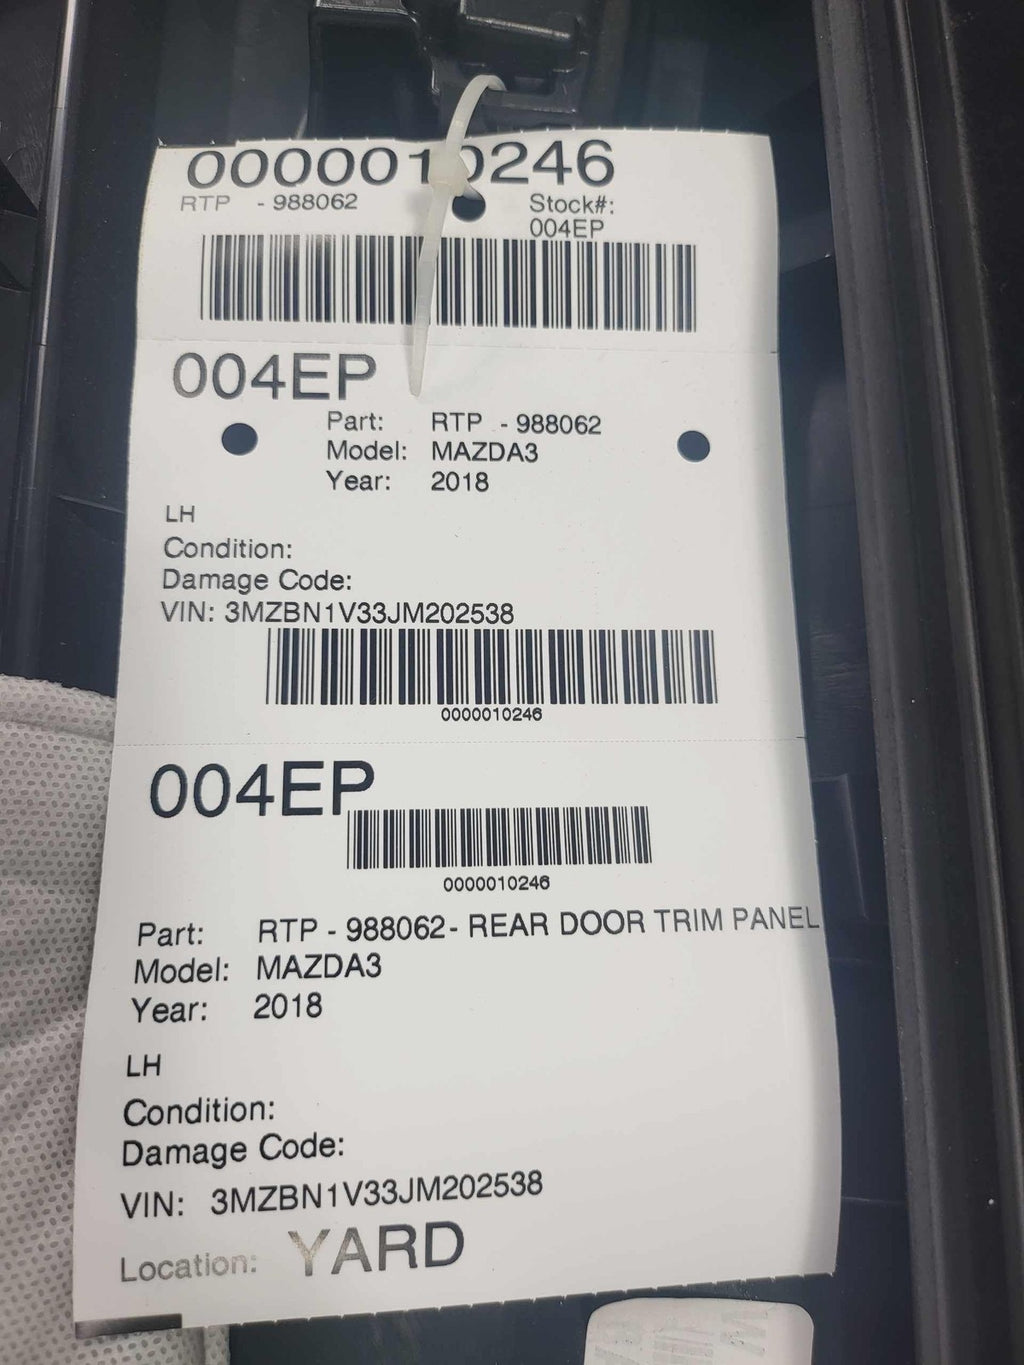 0000010246
RTP - 988062
Stock#:
004EP
004EP
Part: RTP - 988062
Model: MAZDA3
Year: 2018
LH
Condition:
Damage Code:
VIN: 3MZBN1V33JM202538
0000010246
004EP
0000010246
Part: RTP - 988062- REAR DOOR TRIM PANEL
Model: MAZDA3
Year: 2018
LH
Condition:
Damage Code:
VIN: 3MZBN1V33JM202538
Location: YARD